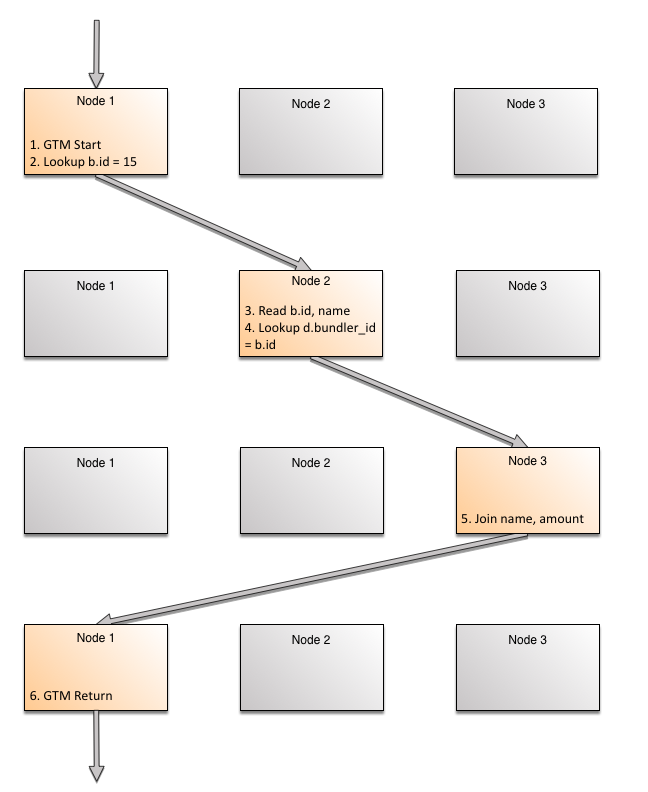 Node 1
Node 2
Node 3
1. GTM Start
2. Lookup b.id = 15
Node 1
Node 2
Node 3
3. Read b.id, name
4. Lookup d.bundler_id
= b.id
Node 1
Node 2
Node 3
5. Join name, amount
Node 1
Node 2
Node 3
6. GTM Return